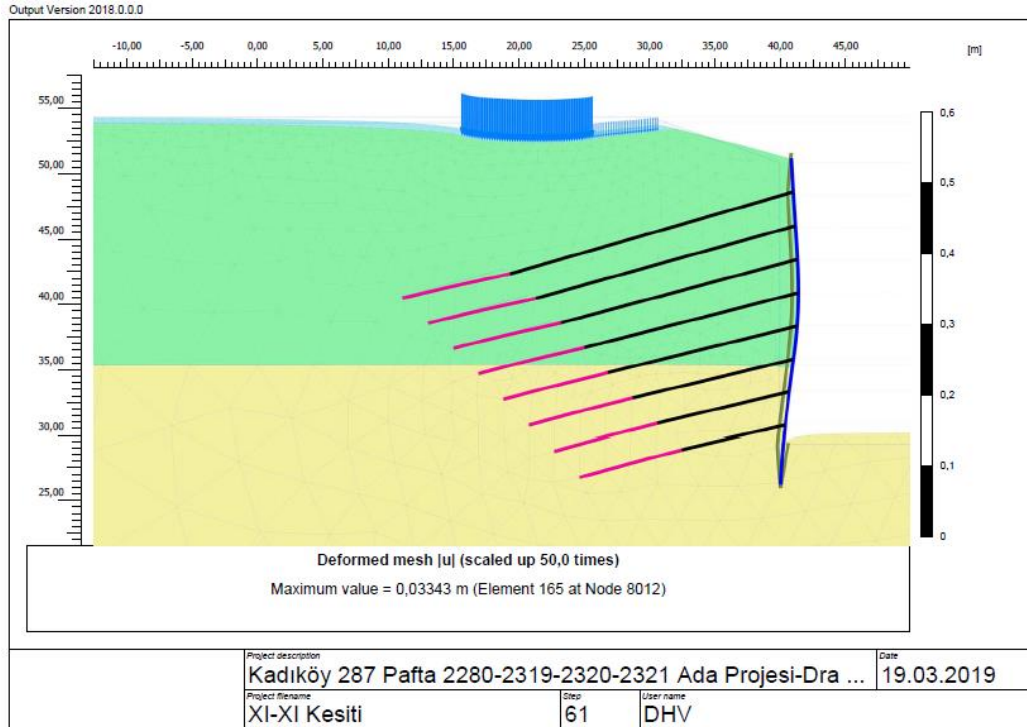 Output Version 2018.0.0.0
-10,00 -5,00 0,00 5,00 10,00 15,00 20,00 25,00 30,00 35,00 40,00 45,00
[m]
55,00
50,00
45,00
40,00
35,00
30,00
25,00
0,6
0,5
0,4
0,3
0,2
0,1
0
Deformed mesh |u| (scaled up 50,0 times)
Maximum value = 0,03343 m (Element 165 at Node 8012)
Project description
Kadıköy 287 Pafta 2280-2319-2320-2321 Ada Projesi-Dra ...
Date
19.03.2019
Project filename
XI-XI Kesiti
Step
61
User name
DHV